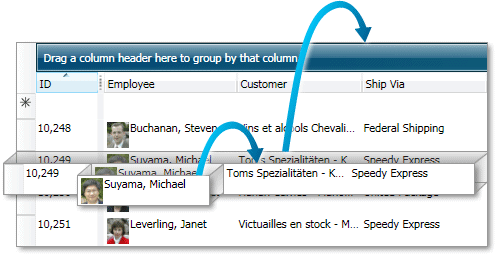 Drag a column header here to group by that column
ID Employee Customer Ship Via
10,248 Buchanan, Steven Vins et alcools Chevali... Federal Shipping
10,249 Suyama, Michael Toms Spezialitäten - K... Speedy Express
10,249 Suyama, Michael Toms Spezialitäten - K... Speedy Express
10,251 Leverling, Janet Victuailles en stock - M... Speedy Express